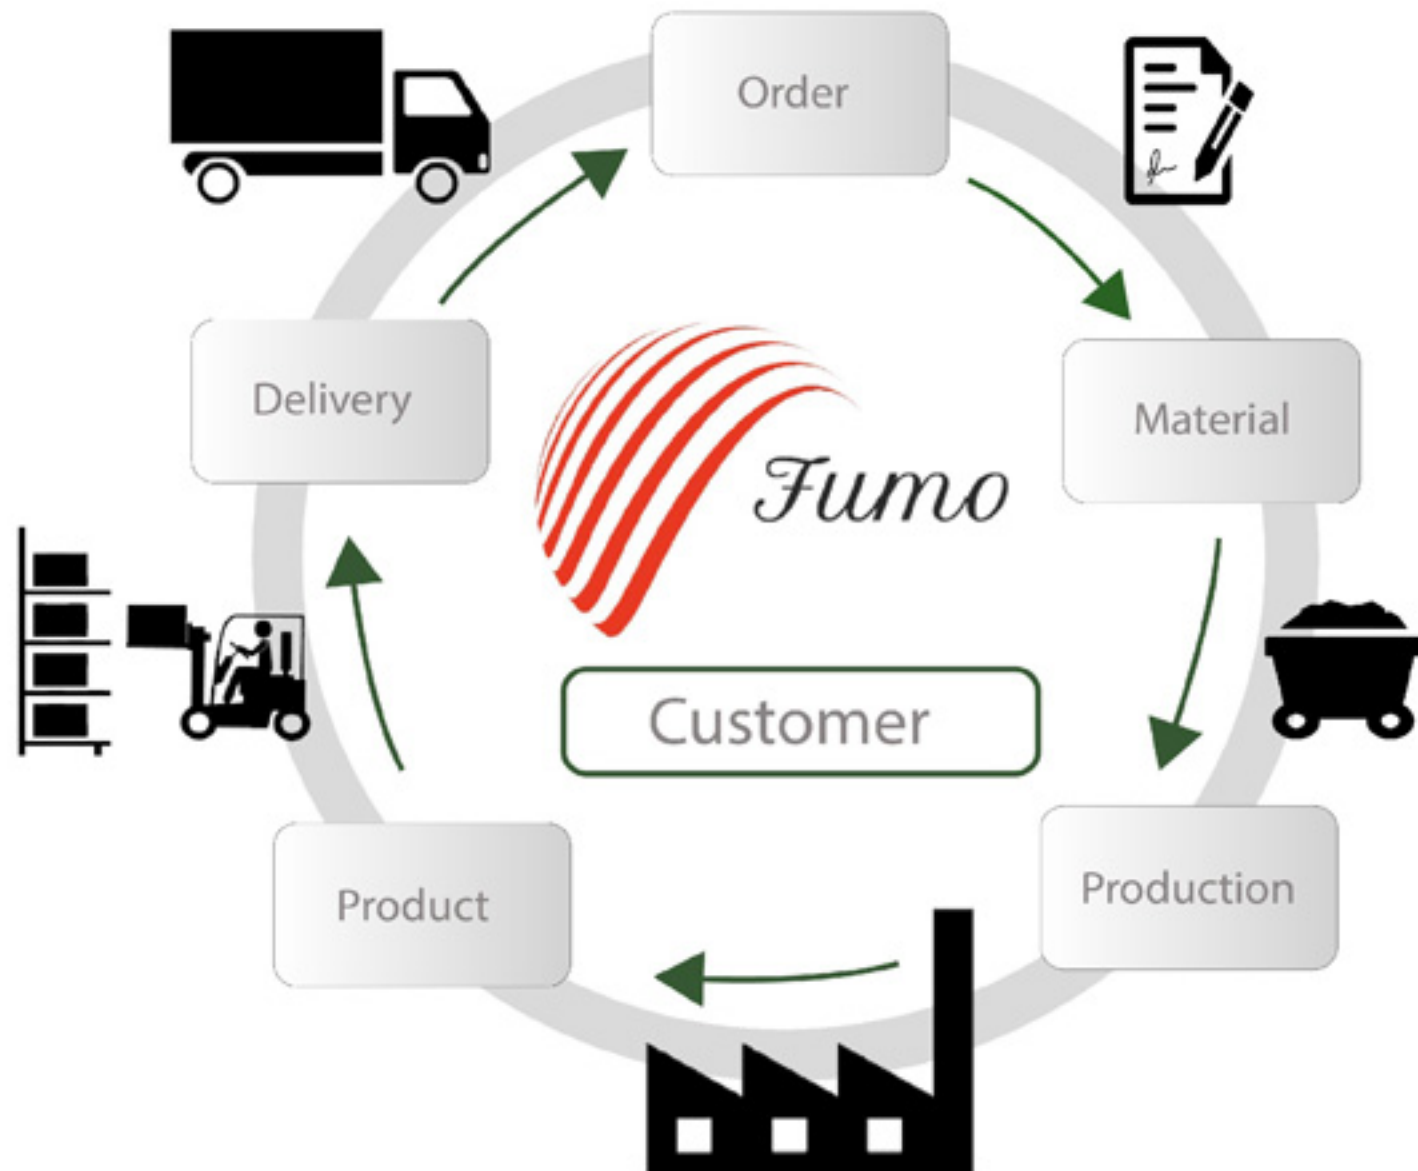 Order
Delivery
Material
Fumo
Customer
Product
Production